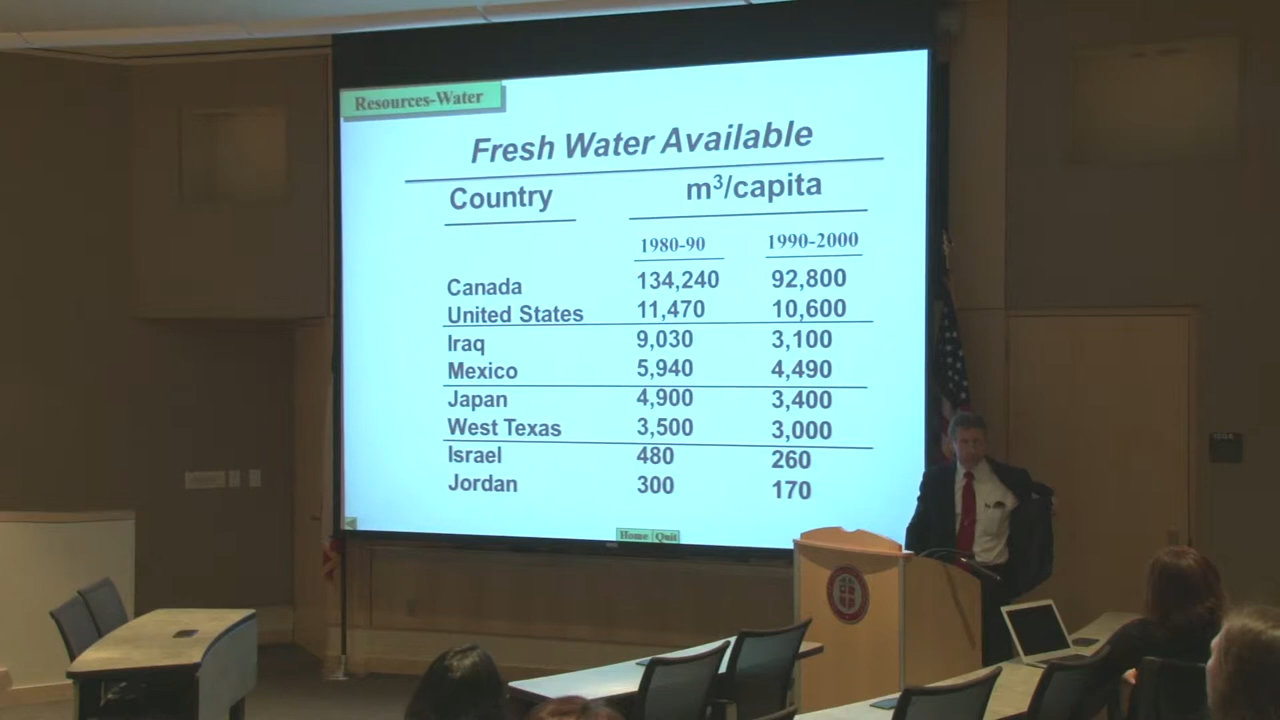 Resources-Water
Fresh Water Available
Country m³/capita
1980-90 1990-2000
Canada 134,240 92,800
United States 11,470 10,600
Iraq 9,030 3,100
Mexico 5,940 4,490
Japan 4,900 3,400
West Texas 3,500 3,000
Israel 480 260
Jordan 300 170
Home Quit